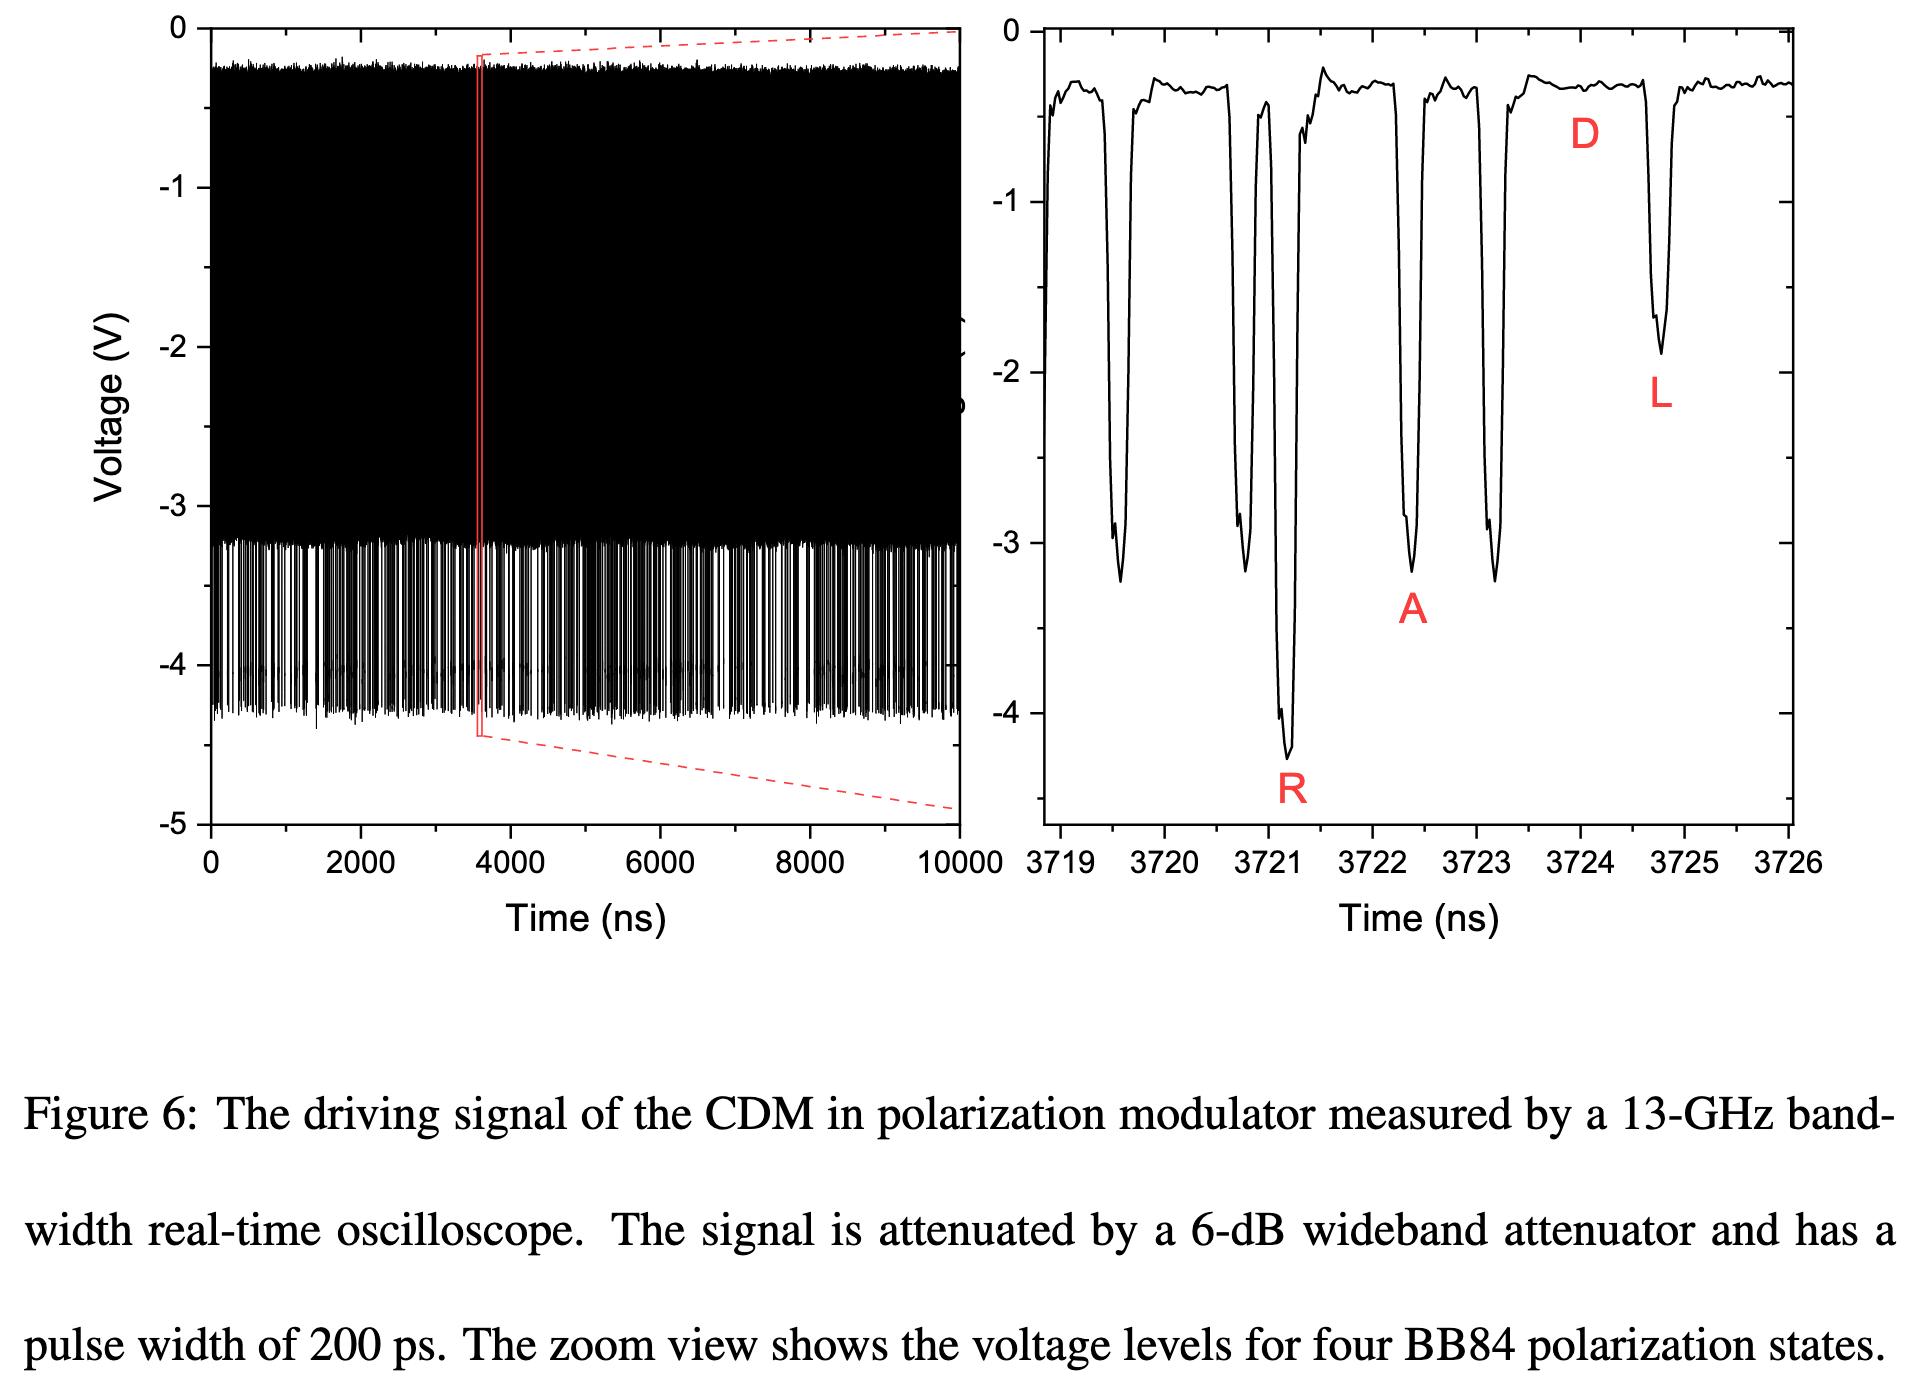 0
-1
-2
-3
-4
-5
Voltage (V)
0 2000 4000 6000 8000 10000
Time (ns)
0
-1
-2
-3
-4
D
L
A
R
3719 3720 3721 3722 3723 3724 3725 3726
Time (ns)
Figure 6: The driving signal of the CDM in polarization modulator measured by a 13-GHz band-
width real-time oscilloscope. The signal is attenuated by a 6-dB wideband attenuator and has a
pulse width of 200 ps. The zoom view shows the voltage levels for four BB84 polarization states.